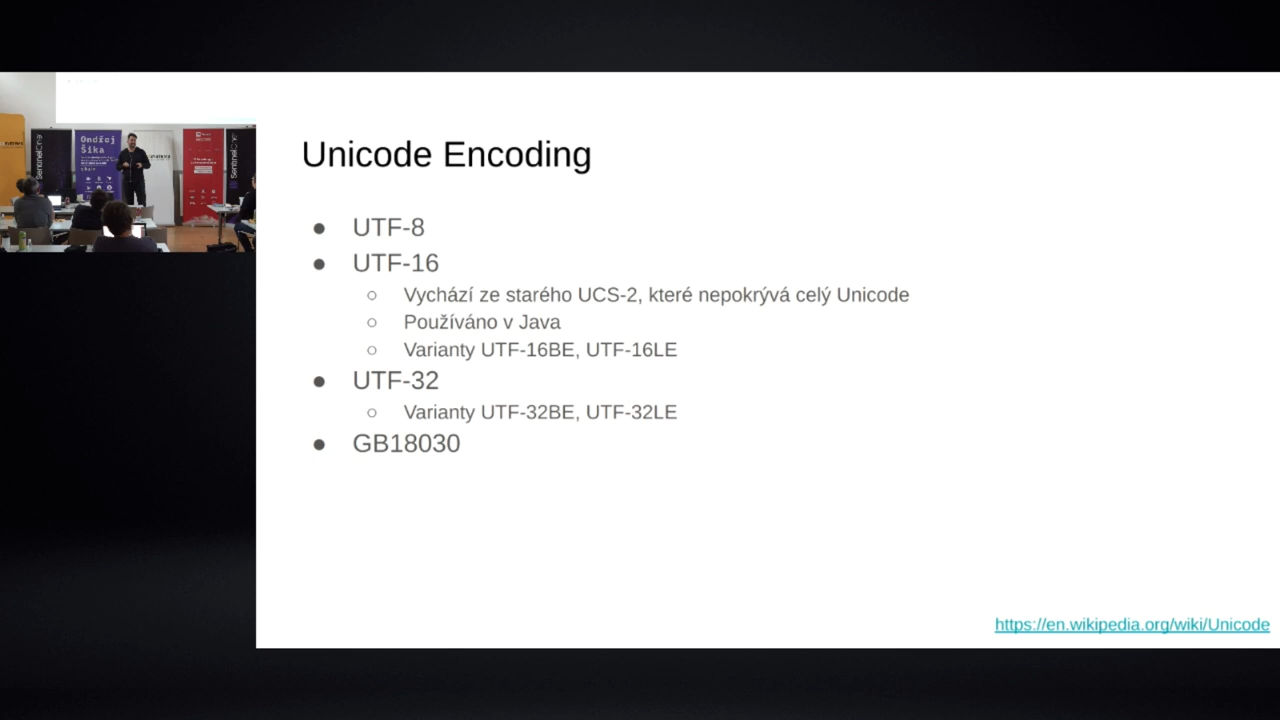 SentinelOne
Ondřej
Šika
SentinelOne
Unicode Encoding
● UTF-8
● UTF-16
○ Vychází ze starého UCS-2, které nepokrývá celý Unicode
○ Používáno v Java
○ Varianty UTF-16BE, UTF-16LE
● UTF-32
○ Varianty UTF-32BE, UTF-32LE
● GB18030
https://en.wikipedia.org/wiki/Unicode